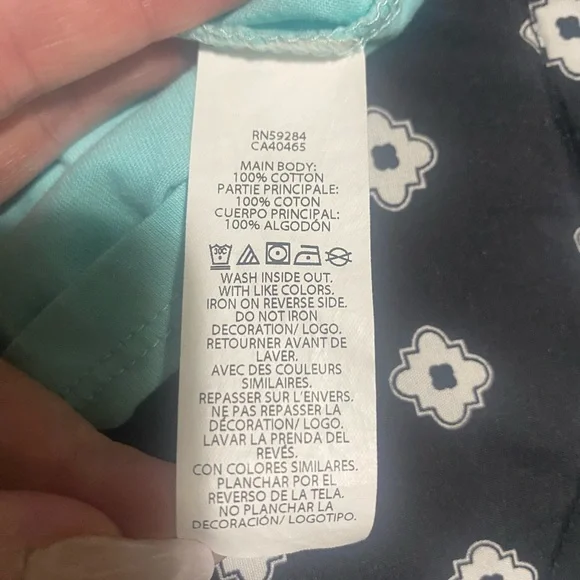 RN59284
CA40465
MAIN BODY:
100% COTTON
PARTIE PRINCIPALE:
100% COTON
CUERPO PRINCIPAL:
100% ALGODÓN
WASH INSIDE OUT.
WITH LIKE COLORS.
IRON ON REVERSE SIDE.
DO NOT IRON
DECORATION/ LOGO.
RETOURNER AVANT DE
LAVER.
AVEC DES COULEURS
SIMILAIRES.
REPASSER SUR L'ENVERS.
NE PAS REPASSER LA
DÉCORATION/ LOGO.
LAVAR LA PRENDA DEL
REVÉS.
CON COLORES SIMILARES.
PLANCHAR POR EL
REVERSO DE LA TELA.
NO PLANCHAR LA
DECORACIÓN/ LOGOTIPO.